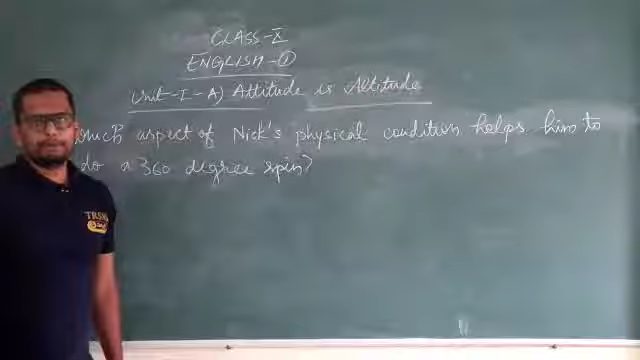 CLASS-X
ENGLISH-①
Unit-I-A) Attitude is Altitude
which aspect of Nick's physical condition helps him to
do a 360 degree spin?
TRSM